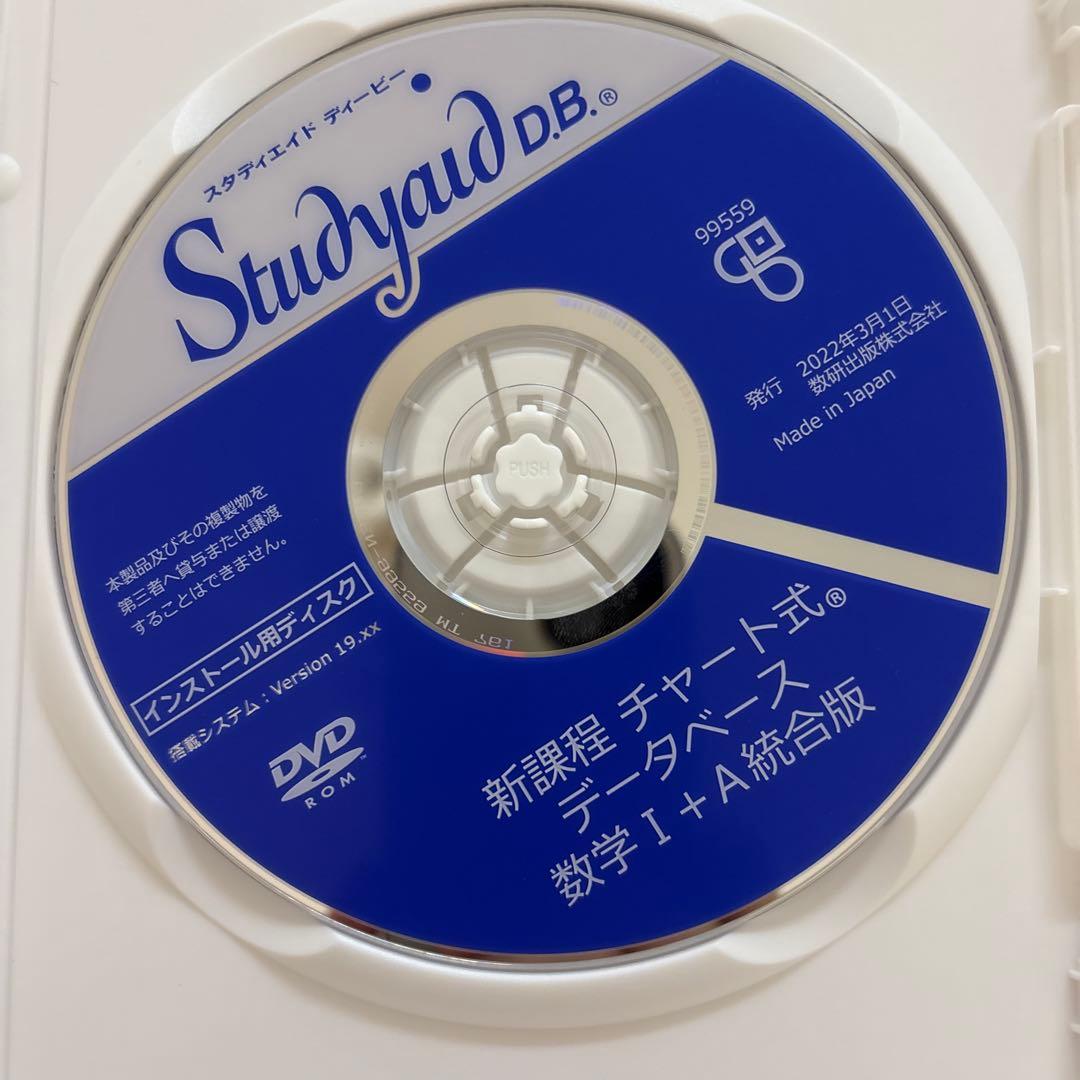 スタディエイド ディービー
Studyaid D.B.®
99559
発行 2022年3月1日
数研出版株式会社
Made in Japan
PUSH
本製品及びその複製物を
第三者へ貸与または譲渡
することはできません。
インストール用ディスク
搭載システム：Version 19.xx
DVD
ROM
新課程 チャート式®
データベース
数学Ⅰ+A統合版